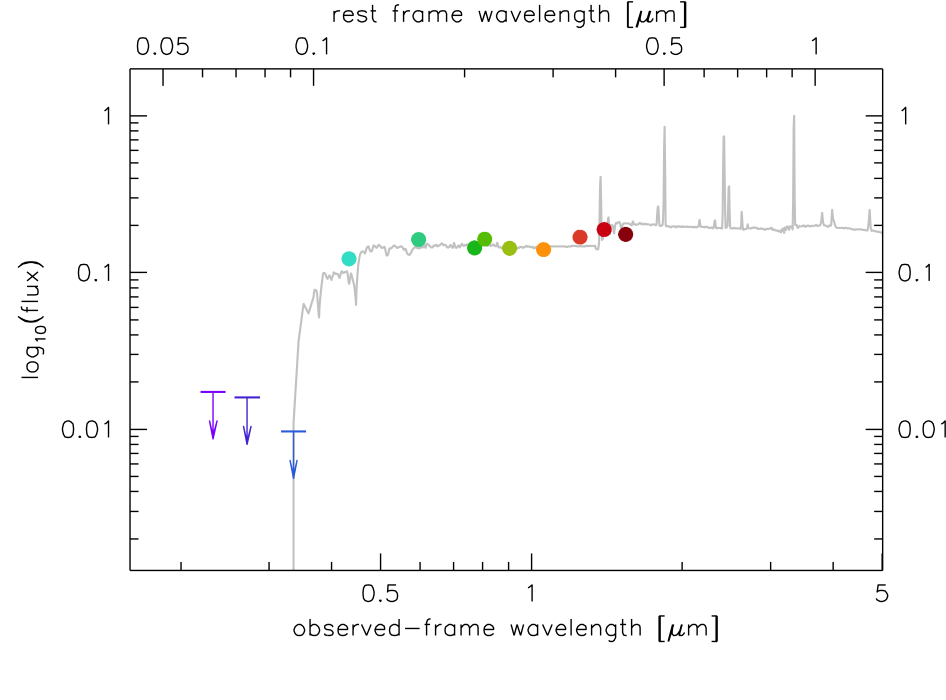 rest frame wavelength [μm]
0.05 0.1 0.5 1
1 1
0.1 0.1
0.01 0.01
log10(flux)
0.5 1 5
observed-frame wavelength [μm]